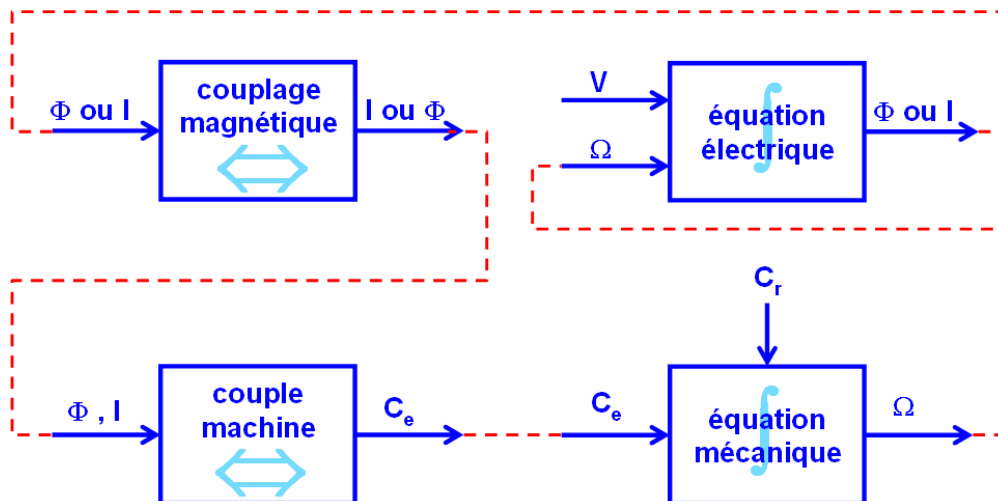 Φ ou I
couplage
magnétique
I ou Φ
V
Ω
équation
électrique
Φ ou I
Φ , I
couple
machine
Ce
Ce
Cr
équation
mécanique
Ω